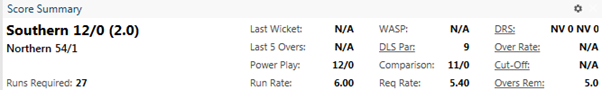 Score Summary
Southern 12/0 (2.0) Last Wicket: N/A WASP: N/A DRS: NV 0 NV 0
Northern 54/1 Last 5 Overs: N/A DLS Par: 9 Over Rate: N/A
Power Play: 12/0 Comparison: 11/0 Cut-Off: N/A
Runs Required: 27 Run Rate: 6.00 Req Rate: 5.40 Overs Rem: 5.0